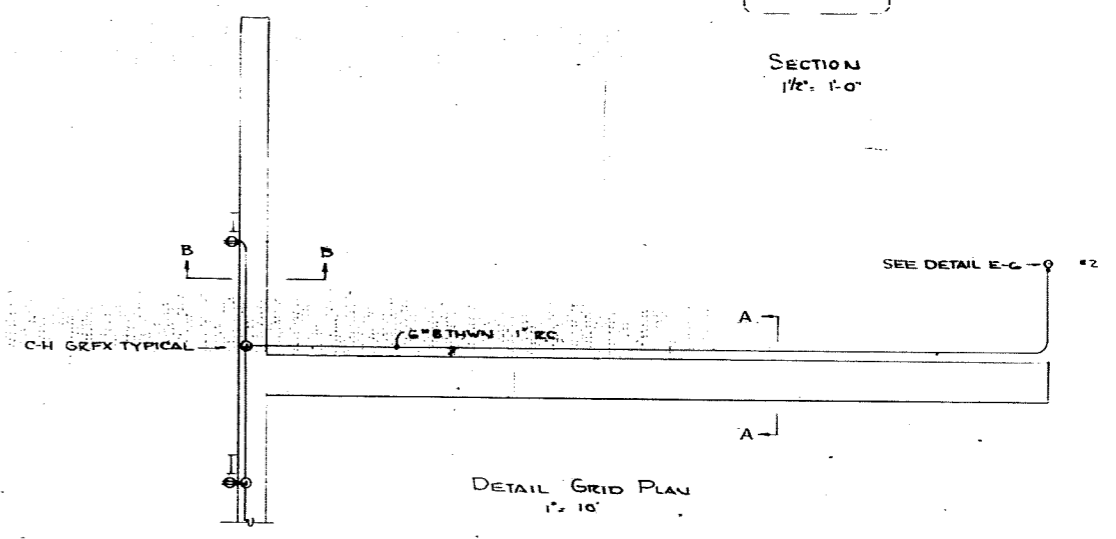 SECTION
1½" = 1'-0"
B B
SEE DETAIL E-G #2
A
C-H GRFX TYPICAL
6 #8 THWN 1" RC.
A
DETAIL GRID PLAN
1" = 10'